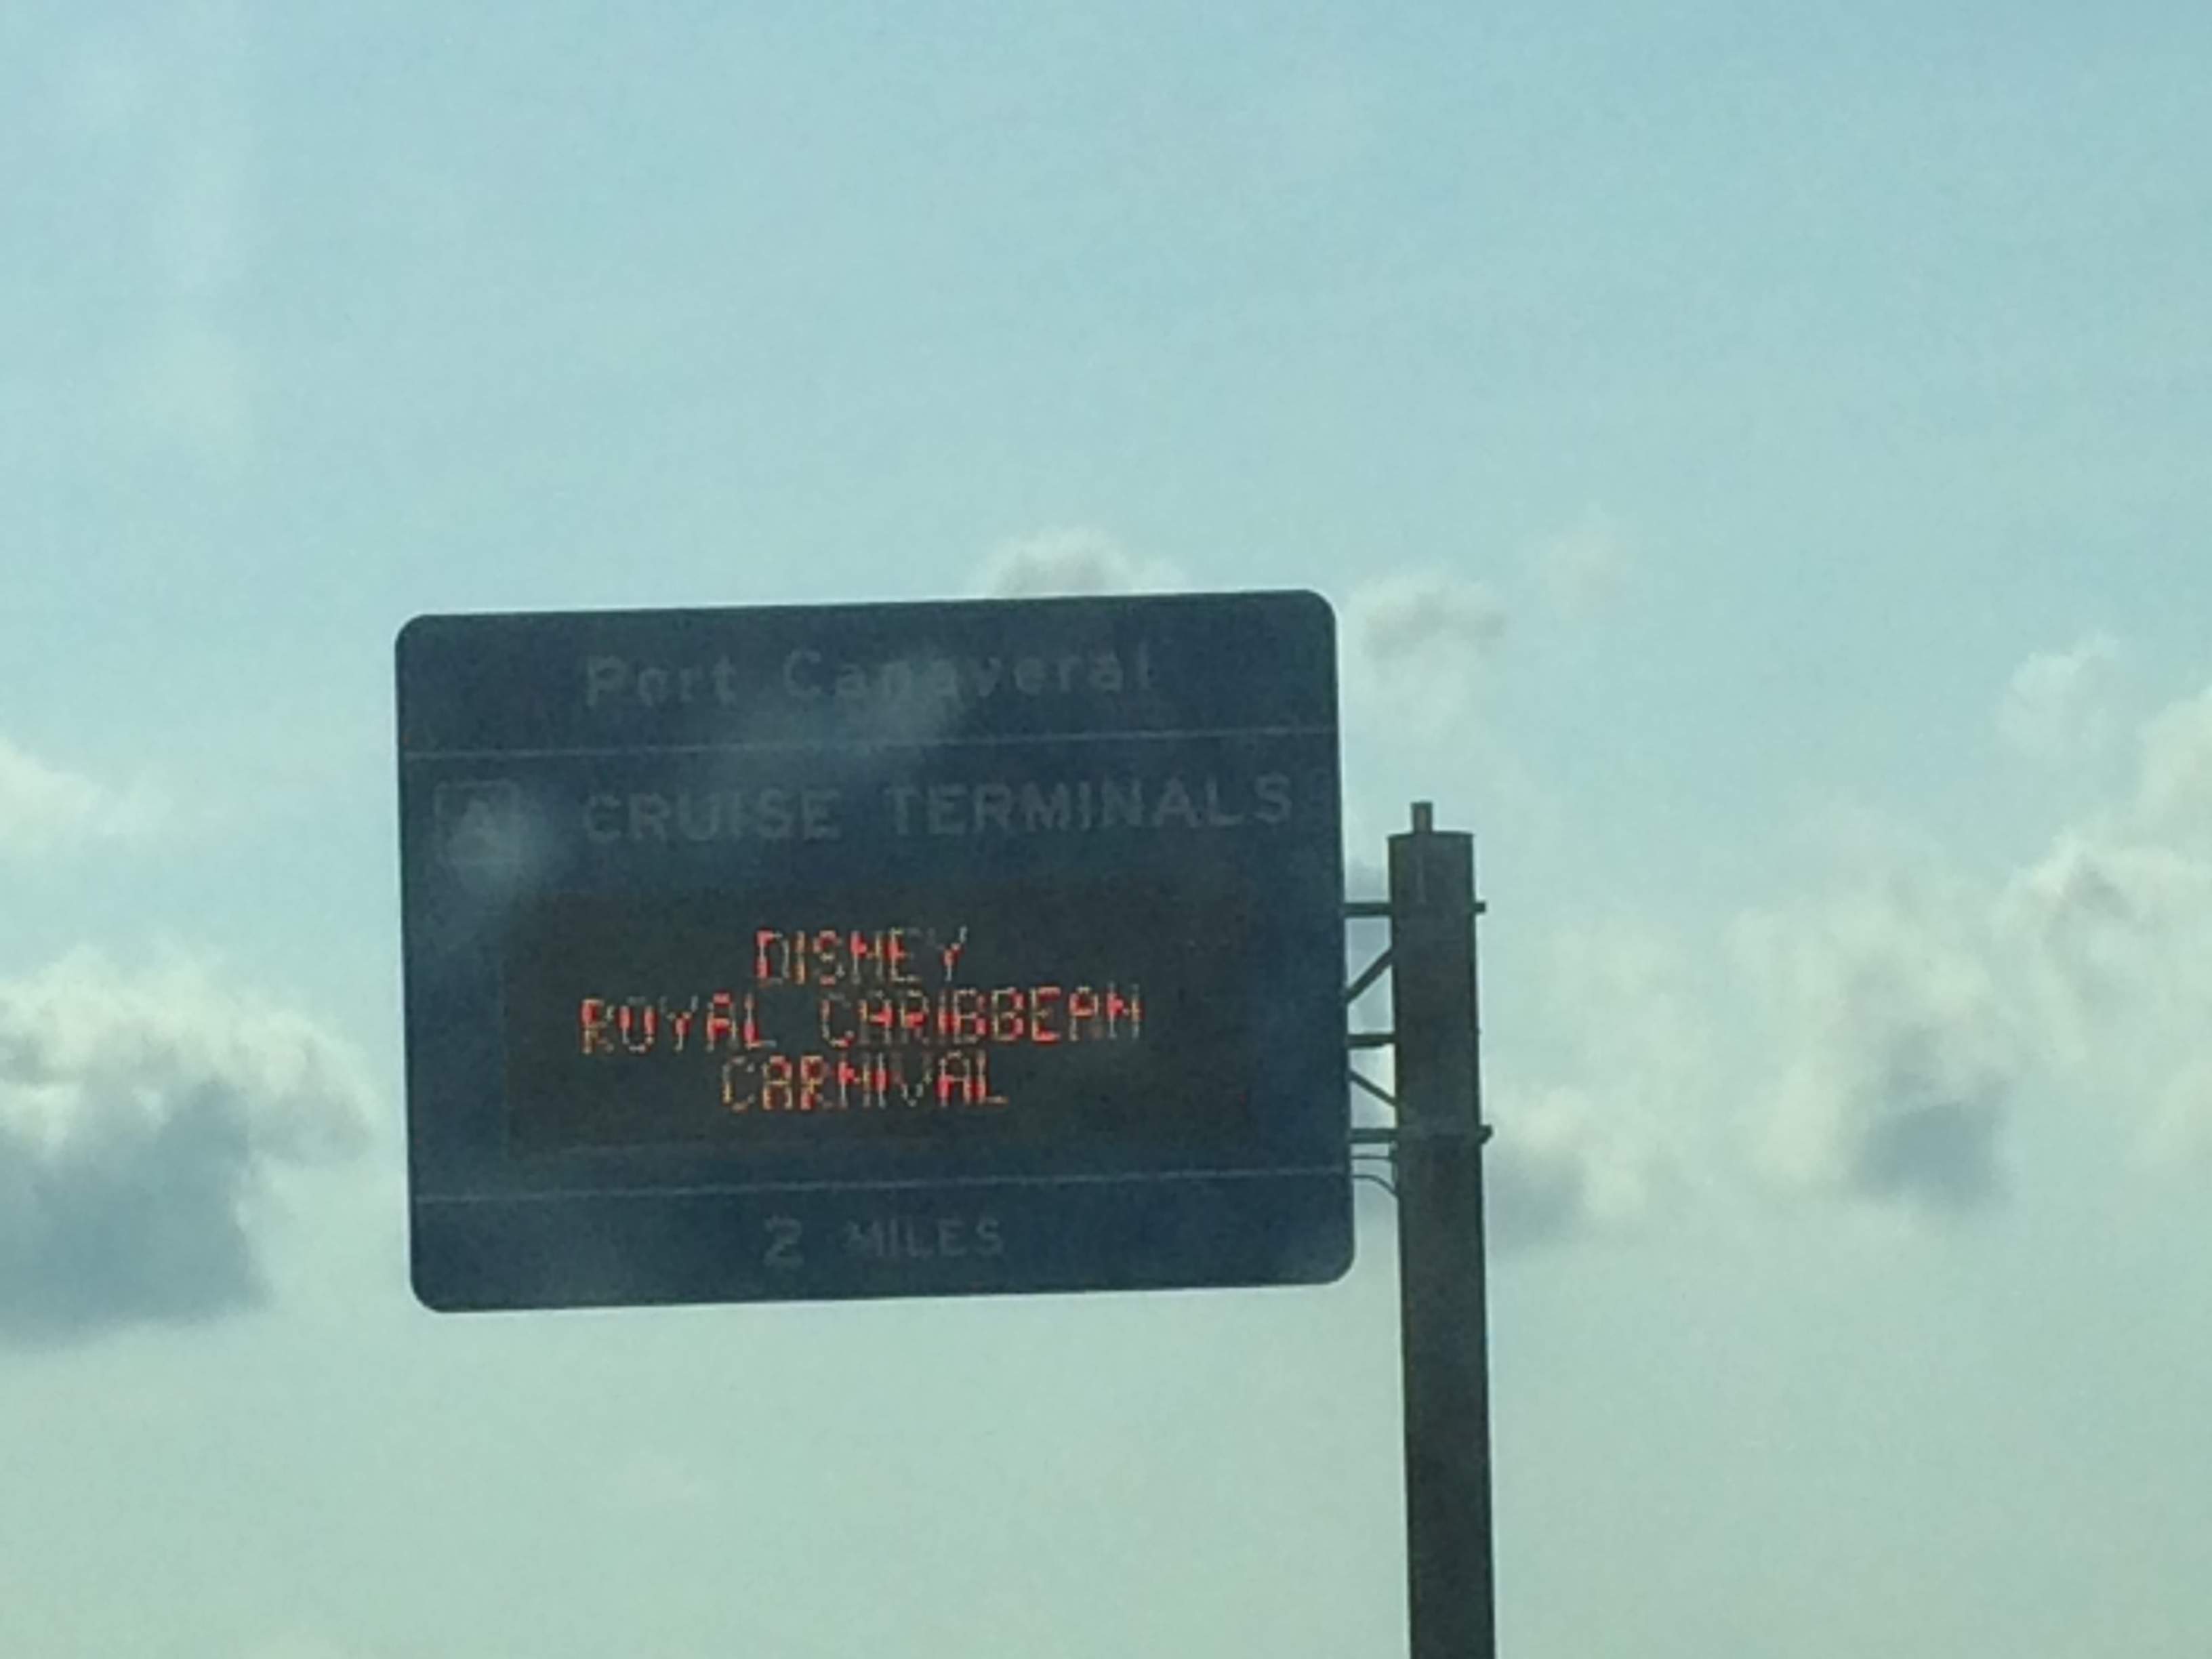 Port Canaveral
A CRUISE TERMINALS
DISNEY
ROYAL CARIBBEAN
CARNIVAL
2 MILES